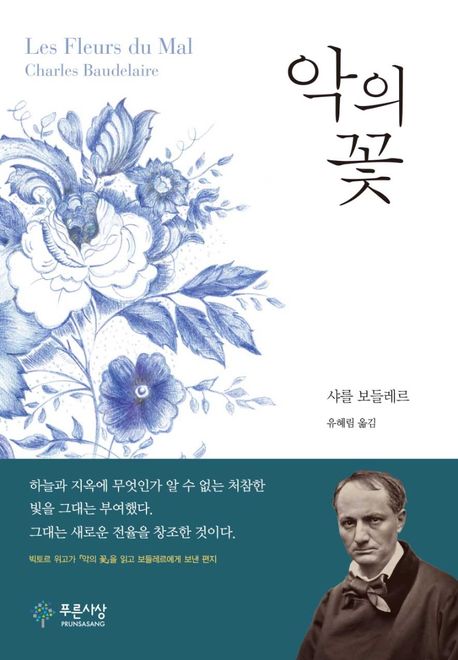 Les Fleurs du Mal
Charles Baudelaire
악의
꽃
샤를 보들레르
유혜림 옮김
하늘과 지옥에 무엇인가 알 수 없는 처참한
빛을 그대는 부여했다.
그대는 새로운 전율을 창조한 것이다.
빅토르 위고가 『악의 꽃』을 읽고 보들레르에게 보낸 편지
푸른사상
PRUNSASANG